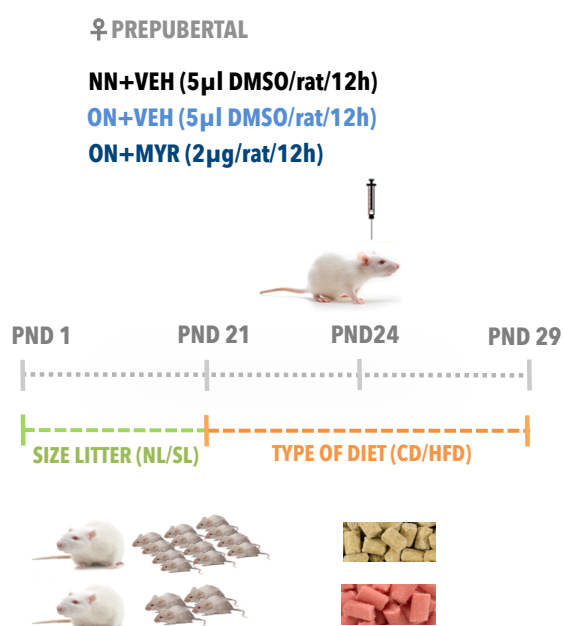 ♀ PREPUBERTAL
NN+VEH (5µl DMSO/rat/12h)
ON+VEH (5µl DMSO/rat/12h)
ON+MYR (2µg/rat/12h)
PND 1 PND 21 PND24 PND 29
SIZE LITTER (NL/SL) TYPE OF DIET (CD/HFD)